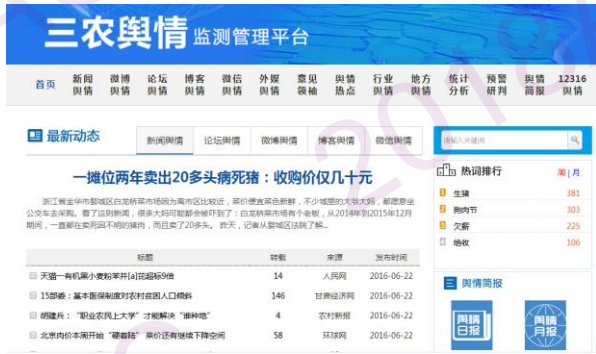 三农舆情 监测管理平台
首页 新闻舆情 微博舆情 论坛舆情 博客舆情 微信舆情 外媒舆情 意见领袖 舆情热点 行业舆情 地方舆情 统计分析 预警研判 舆情简报 12316舆情
最新动态 新闻舆情 论坛舆情 微博舆情 博客舆情 微信舆情
请输入关键词
一摊位两年卖出20多头病死猪：收购价仅几十元
浙江省金华市婺城区白龙桥菜市场因为离市区比较近，菜价便宜菜色新鲜，不少城里的大爷大妈，都愿意坐
公交车去采购。看了这则新闻，很多大妈可能都会被吓到了：白龙桥菜市场有个老板，从2014年到2015年12月
期间，一直都在卖死因不明的猪肉，而且卖了20多头。 昨天，记者从婺城区法院了解...
热词排行 周 | 月
1 生猪 381
2 狗肉节 303
3 欠薪 225
4 绝收 106
标题 转载 来源 发布时间
天猫一有机黑小麦粉苯并[a]芘超标9倍 14 人民网 2016-06-22
15部委：基本医保制度对农村贫困人口倾斜 146 甘肃经济网 2016-06-22
胡建兵："职业农民上大学"才能解决"谁种地" 4 农村新报 2016-06-22
北京肉价本周开始"硬着陆" 菜价还有继续下降空间 58 环球网 2016-06-22
舆情简报
舆情日报 舆情月报